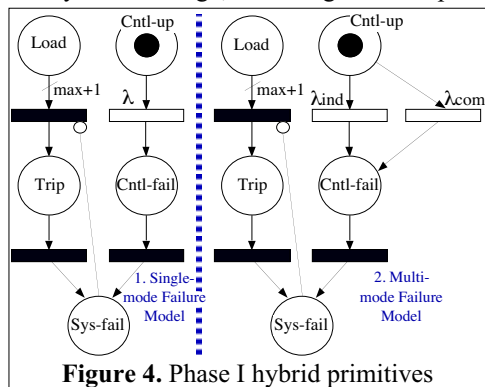 Cntl-up
Load
max+1
λ
Trip
Cntl-fail
1. Single-
mode Failure
Model
Sys-fail
Cntl-up
Load
max+1
λind
λcom
Trip
Cntl-fail
2. Multi-
mode Failure
Model
Sys-fail
Figure 4. Phase I hybrid primitives